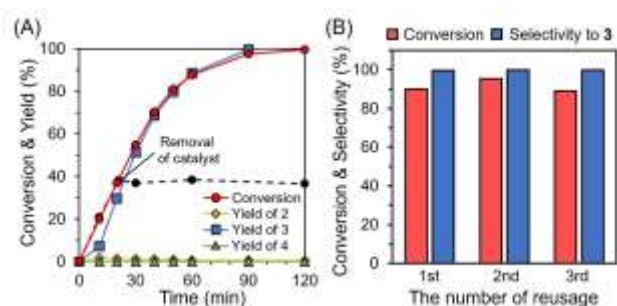 (A)
100
80
60
40
20
0
Conversion & Yield (%)
Removal
of catalyst
Conversion
Yield of 2
Yield of 3
Yield of 4
0 30 60 90 120
Time (min)
(B)
Conversion Selectivity to 3
100
80
60
40
20
0
Conversion & Selectivity (%)
1st 2nd 3rd
The number of reusage